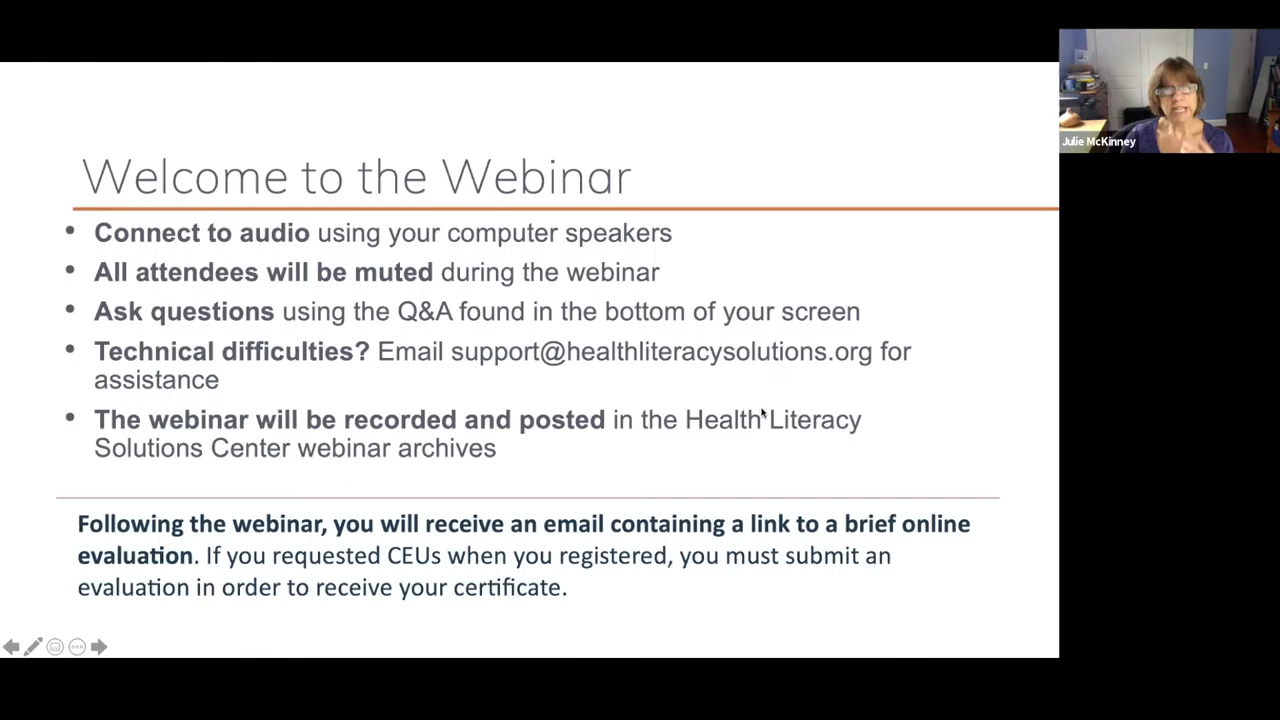 Welcome to the Webinar
• Connect to audio using your computer speakers
• All attendees will be muted during the webinar
• Ask questions using the Q&A found in the bottom of your screen
• Technical difficulties? Email support@healthliteracysolutions.org for
assistance
• The webinar will be recorded and posted in the Health Literacy
Solutions Center webinar archives
Following the webinar, you will receive an email containing a link to a brief online
evaluation. If you requested CEUs when you registered, you must submit an
evaluation in order to receive your certificate.
Julie McKinney